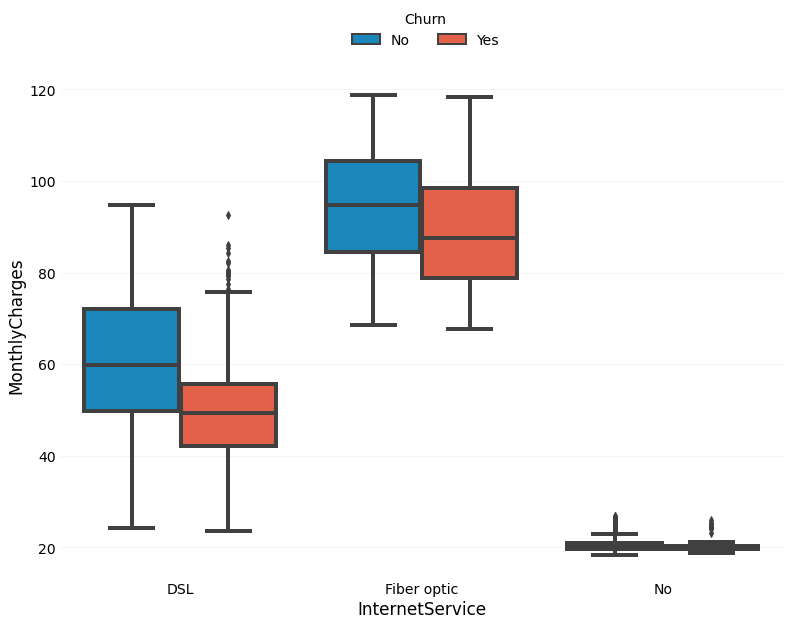 Churn
No Yes
120
100
80
60
40
20
MonthlyCharges
DSL Fiber optic No
InternetService